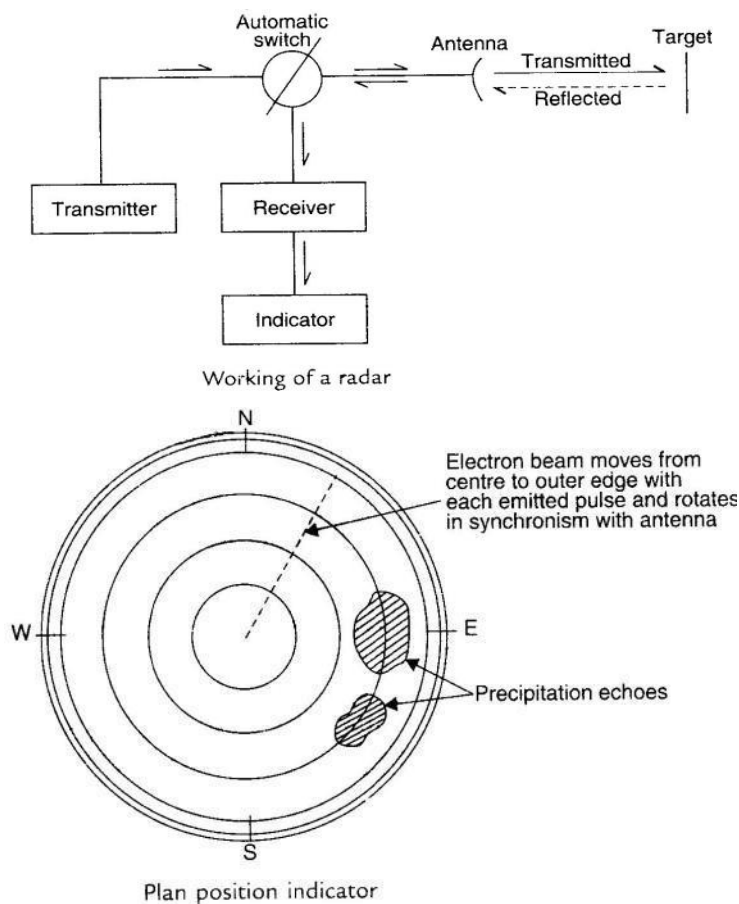 Automatic
switch
Antenna
Target
Transmitted
Reflected
Transmitter
Receiver
Indicator
Working of a radar
N
Electron beam moves from
centre to outer edge with
each emitted pulse and rotates
in synchronism with antenna
W
E
Precipitation echoes
S
Plan position indicator